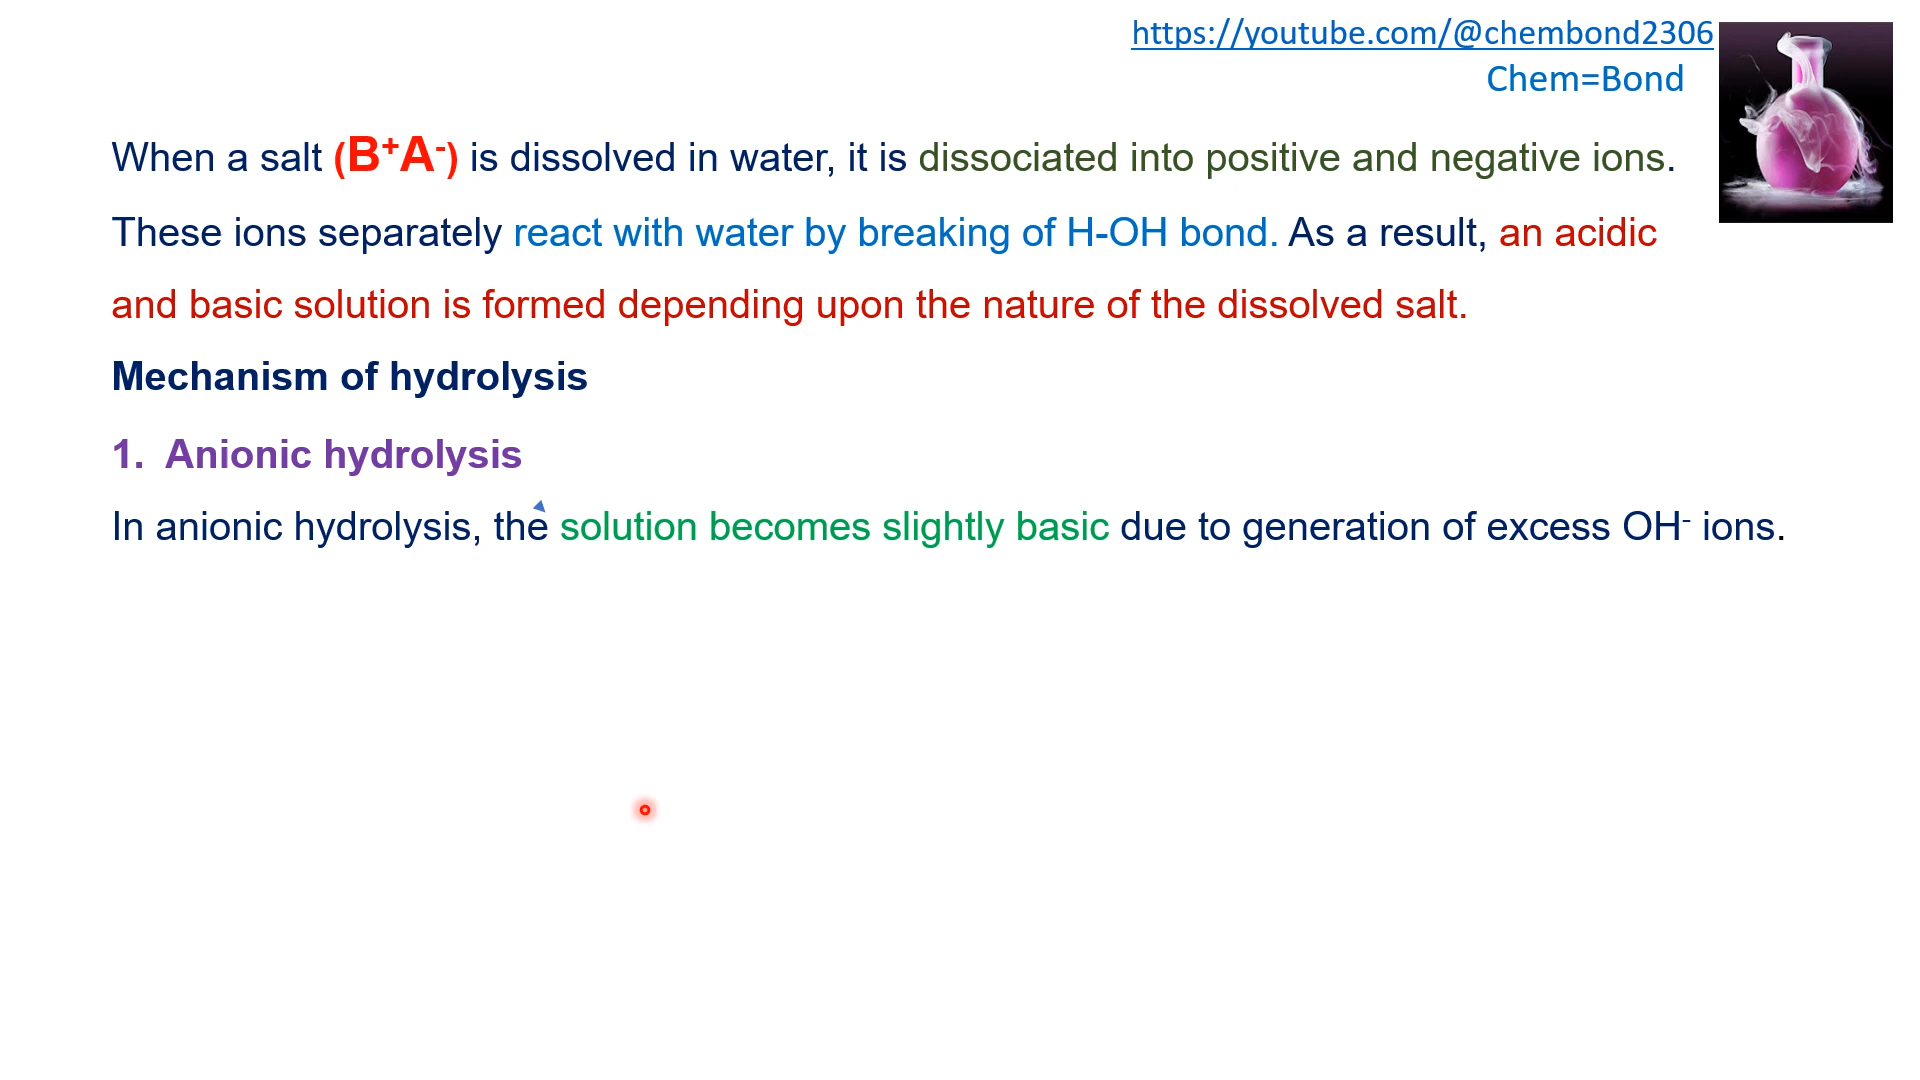 https://youtube.com/@chembond2306
Chem=Bond
When a salt (B⁺A⁻) is dissolved in water, it is dissociated into positive and negative ions.
These ions separately react with water by breaking of H-OH bond. As a result, an acidic
and basic solution is formed depending upon the nature of the dissolved salt.
Mechanism of hydrolysis
1. Anionic hydrolysis
In anionic hydrolysis, the solution becomes slightly basic due to generation of excess OH⁻ ions.